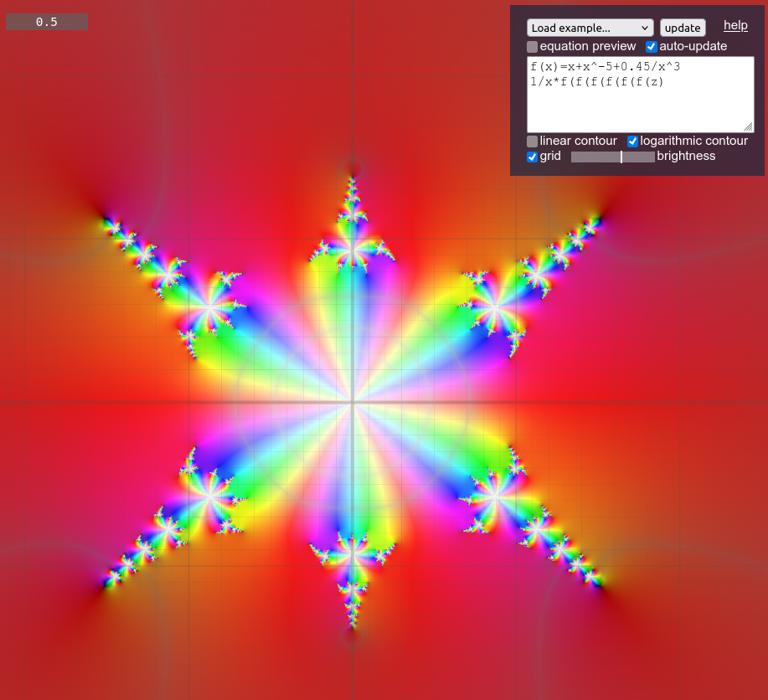 0.5
Load example... update help
equation preview auto-update
f(x)=x+x^-5+0.45/x^3
1/x*f(f(f(f(f(f(z)
linear contour logarithmic contour
grid brightness